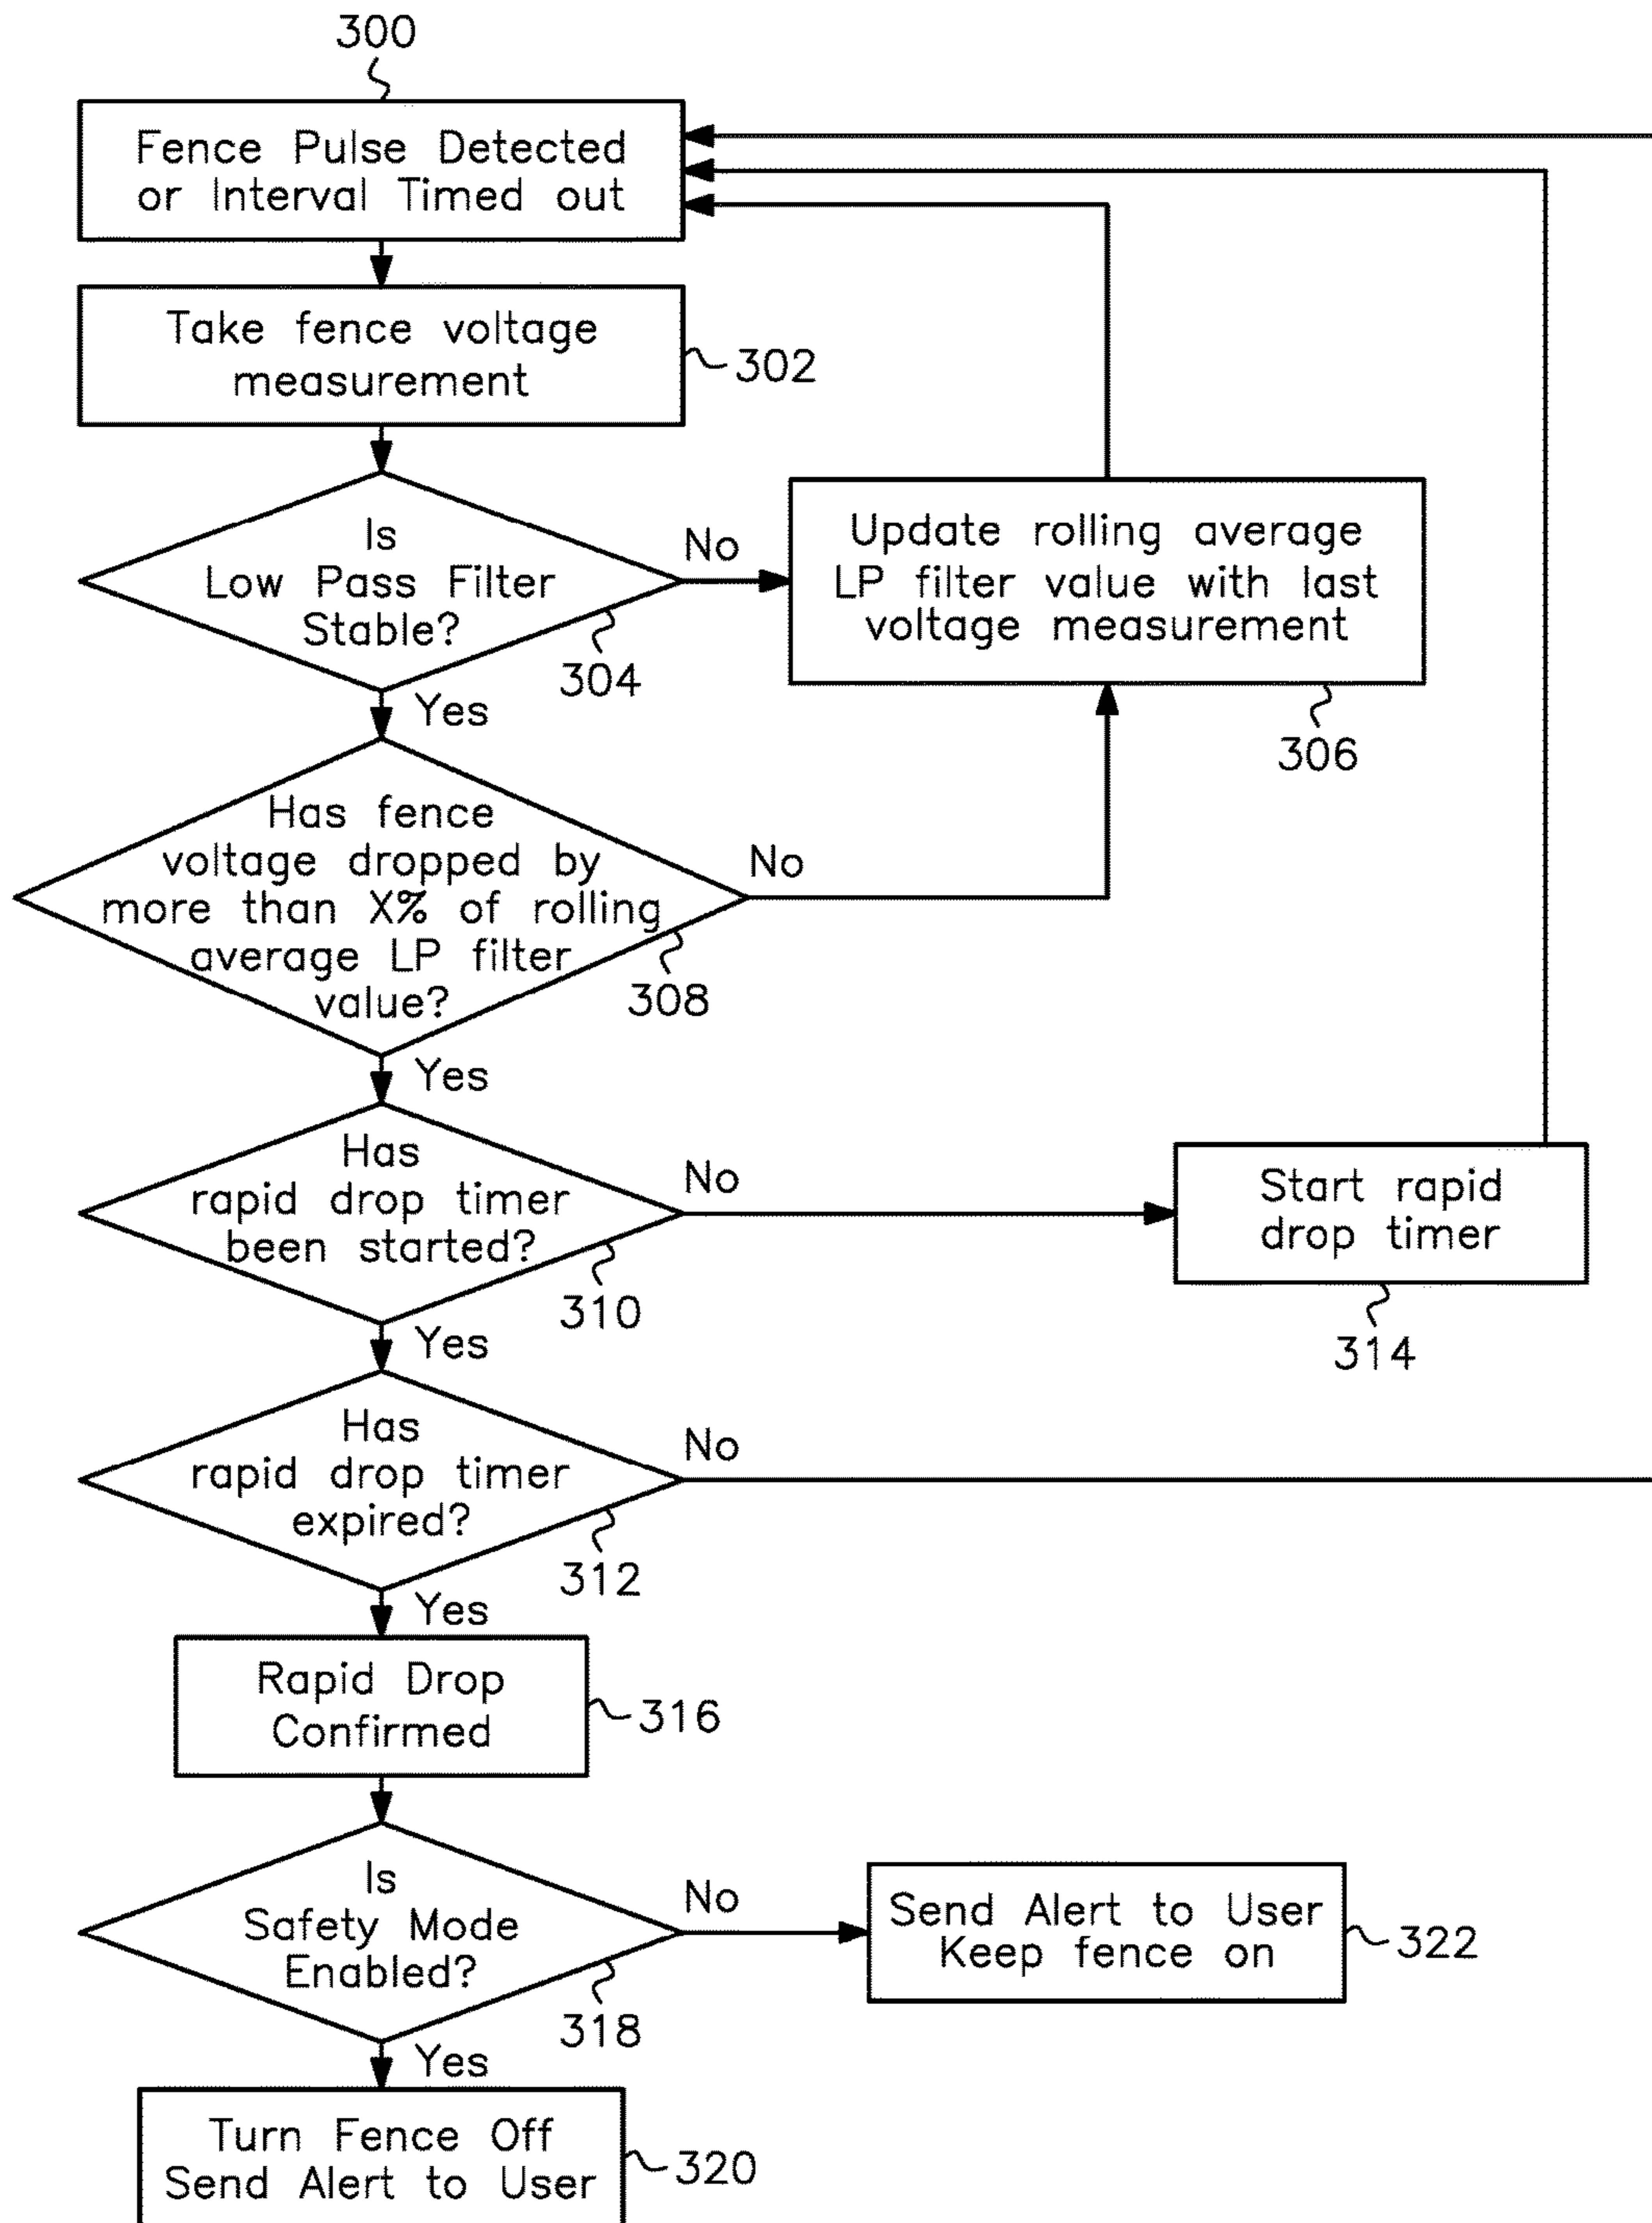 300
Fence Pulse Detected
or Interval Timed out
Take fence voltage
measurement
302
Is
Low Pass Filter
Stable?
304
No
Yes
Update rolling average
LP filter value with last
voltage measurement
306
Has fence
voltage dropped by
more than X% of rolling
average LP filter
value?
308
No
Yes
Has
rapid drop timer
been started?
310
No
Yes
Start rapid
drop timer
314
Has
rapid drop timer
expired?
312
No
Yes
Rapid Drop
Confirmed
316
Is
Safety Mode
Enabled?
318
No
Yes
Send Alert to User
Keep fence on
322
Turn Fence Off
Send Alert to User
320